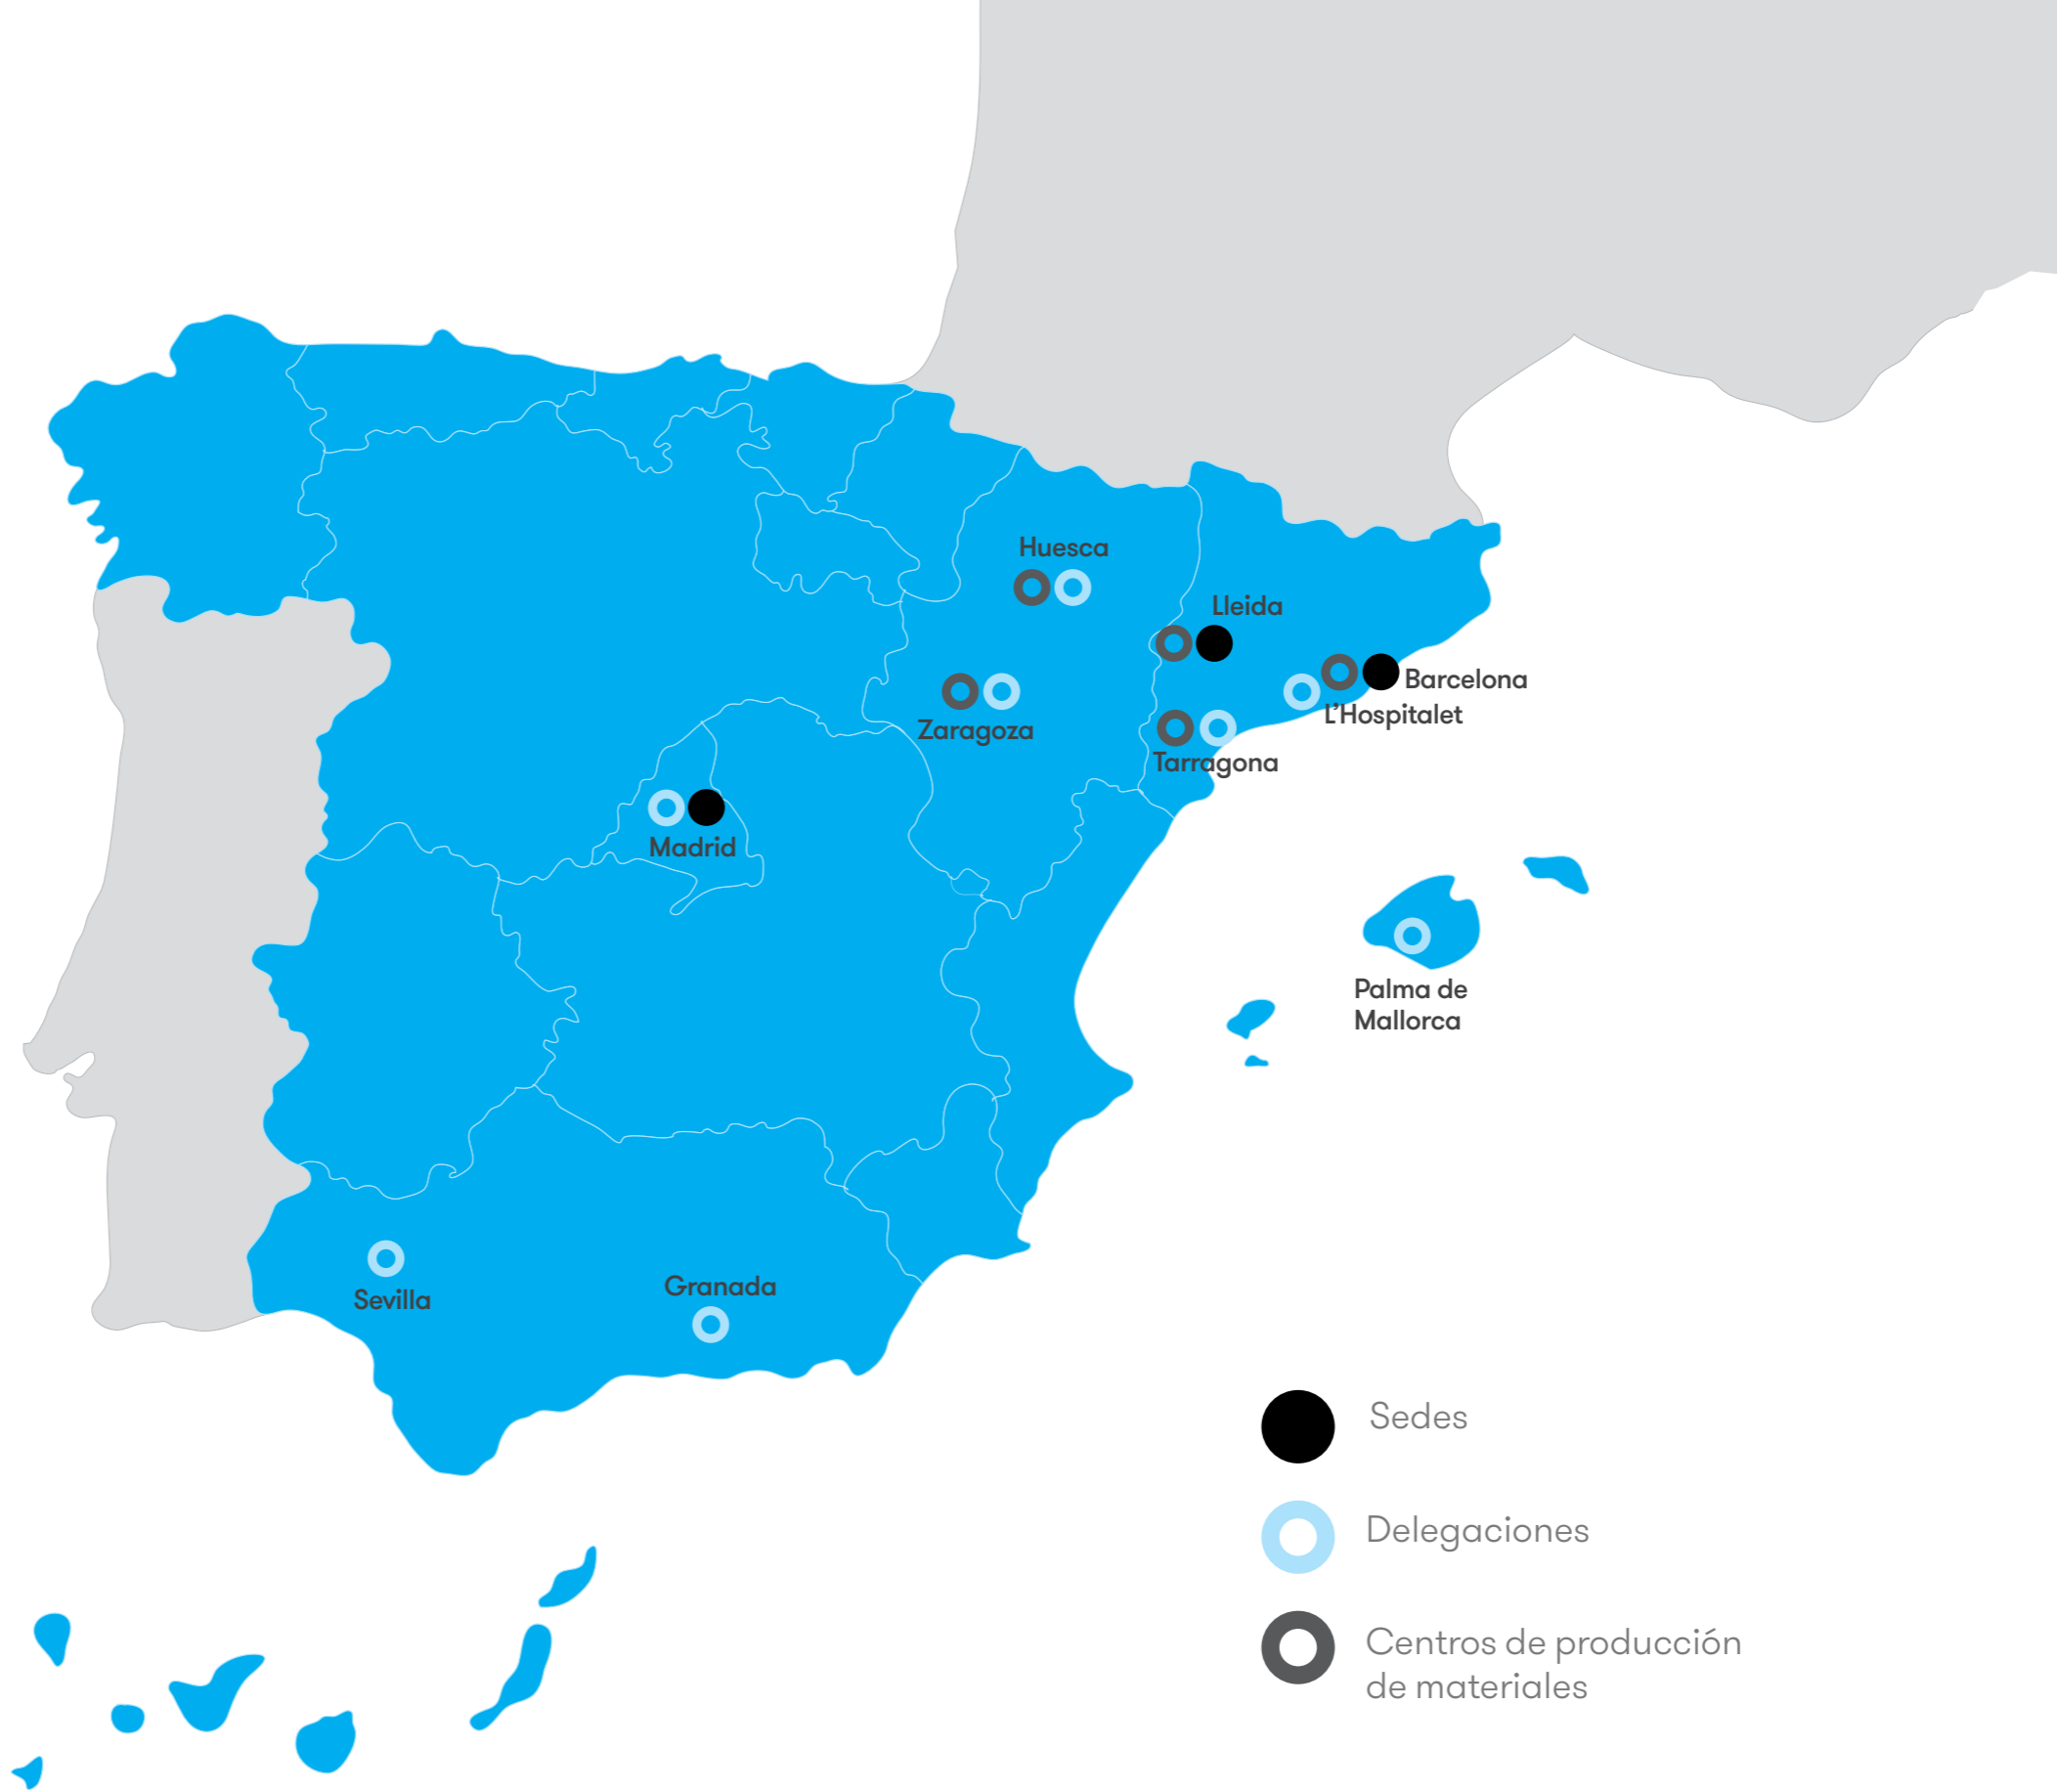 Huesca
Lleida
Barcelona
L'Hospitalet
Zaragoza
Tarragona
Madrid
Palma de
Mallorca
Sevilla
Granada
Sedes
Delegaciones
Centros de producción
de materiales